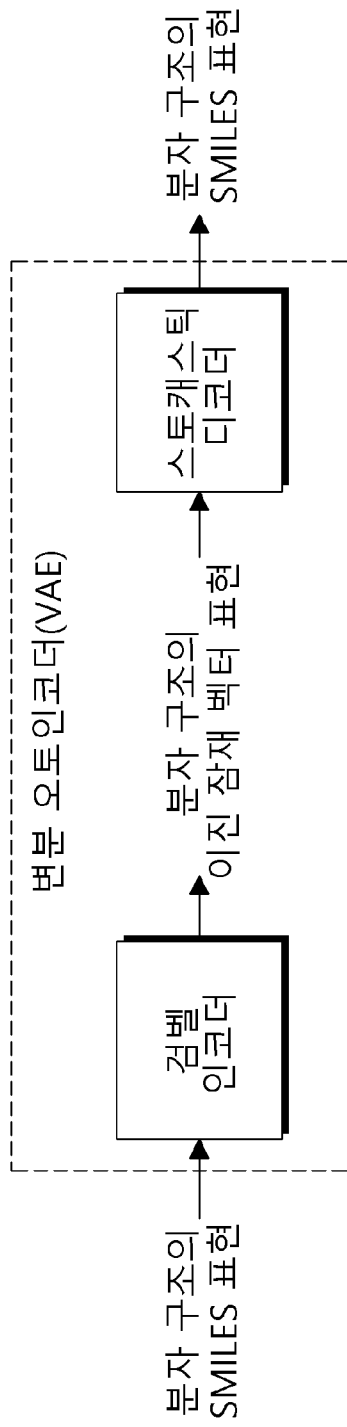 변분 오토인코더(VAE)
분자 구조의
SMILES 표현
검벨
인코더
분자 구조의
이진 잠재 벡터 표현
스토캐스틱
디코더
분자 구조의
SMILES 표현